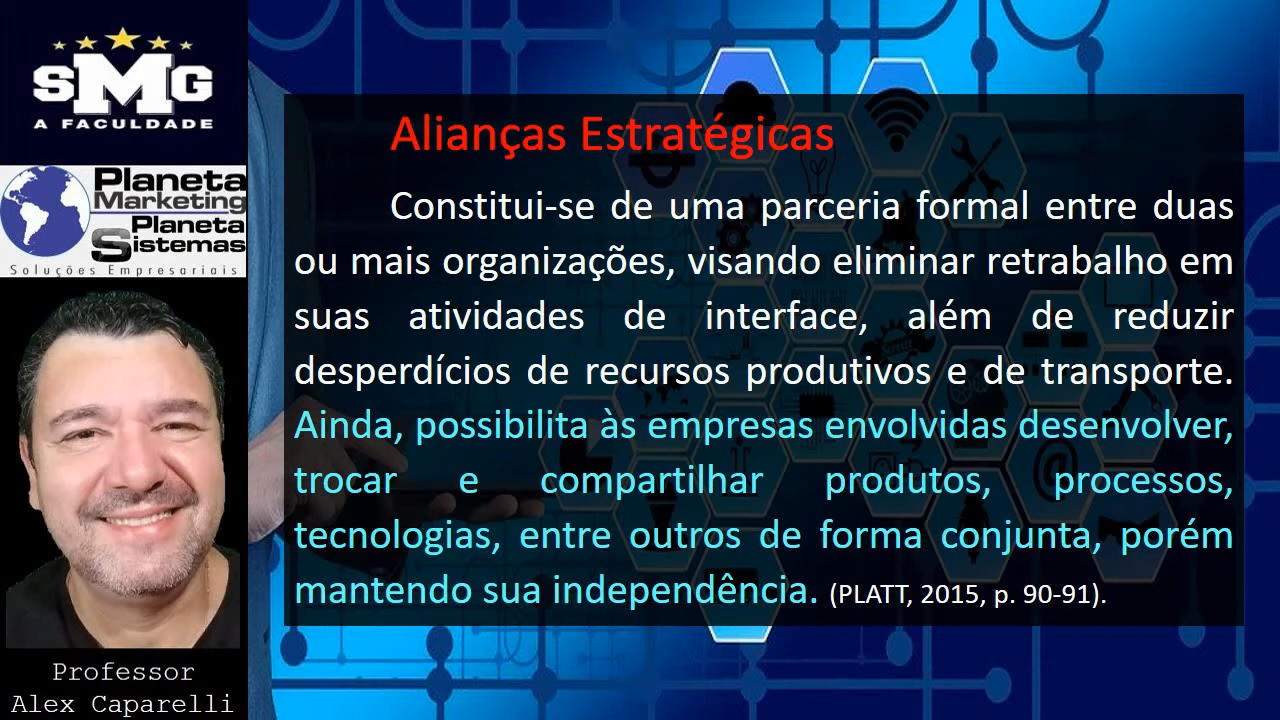 SMG
A FACULDADE
Planeta
Marketing
Planeta
Sistemas
Soluções Empresariais
Professor
Alex Caparelli
Alianças Estratégicas
Constitui-se de uma parceria formal entre duas
ou mais organizações, visando eliminar retrabalho em
suas atividades de interface, além de reduzir
desperdícios de recursos produtivos e de transporte.
Ainda, possibilita às empresas envolvidas desenvolver,
trocar e compartilhar produtos, processos,
tecnologias, entre outros de forma conjunta, porém
mantendo sua independência. (PLATT, 2015, p. 90-91).